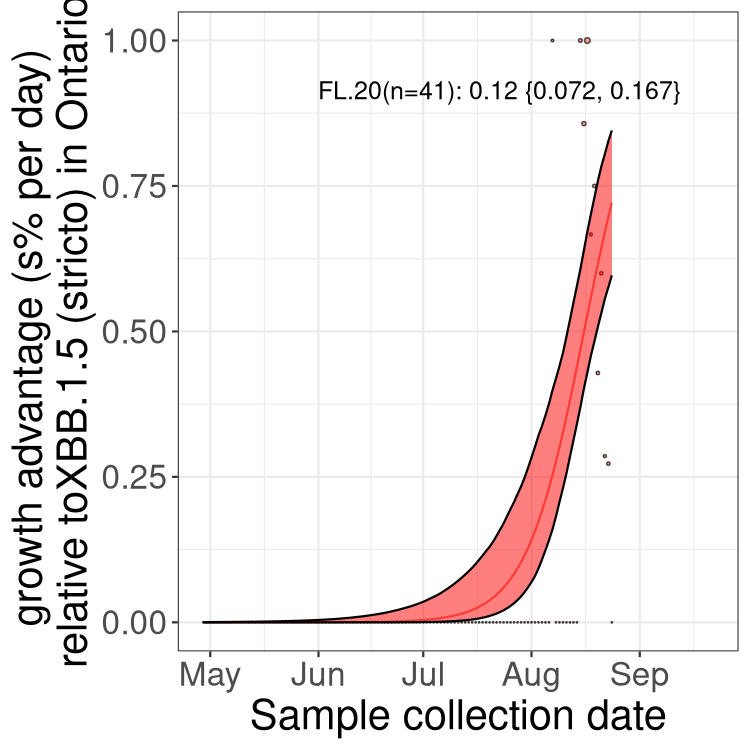 growth advantage (s% per day)
relative toXBB.1.5 (stricto) in Ontario
1.00
0.75
0.50
0.25
0.00
FL.20(n=41): 0.12 {0.072, 0.167}
May Jun Jul Aug Sep
Sample collection date